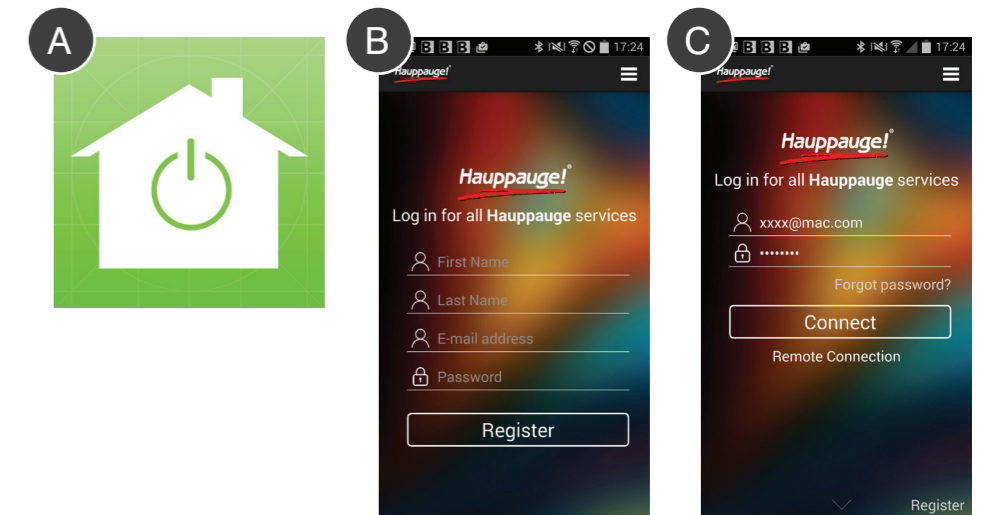 A
B
17:24
Hauppauge!
Hauppauge!
Log in for all Hauppauge services
First Name
Last Name
E-mail address
Password
Register
C
17:24
Hauppauge!
Hauppauge!
Log in for all Hauppauge services
xxxx@mac.com
••••••••
Forgot password?
Connect
Remote Connection
Register